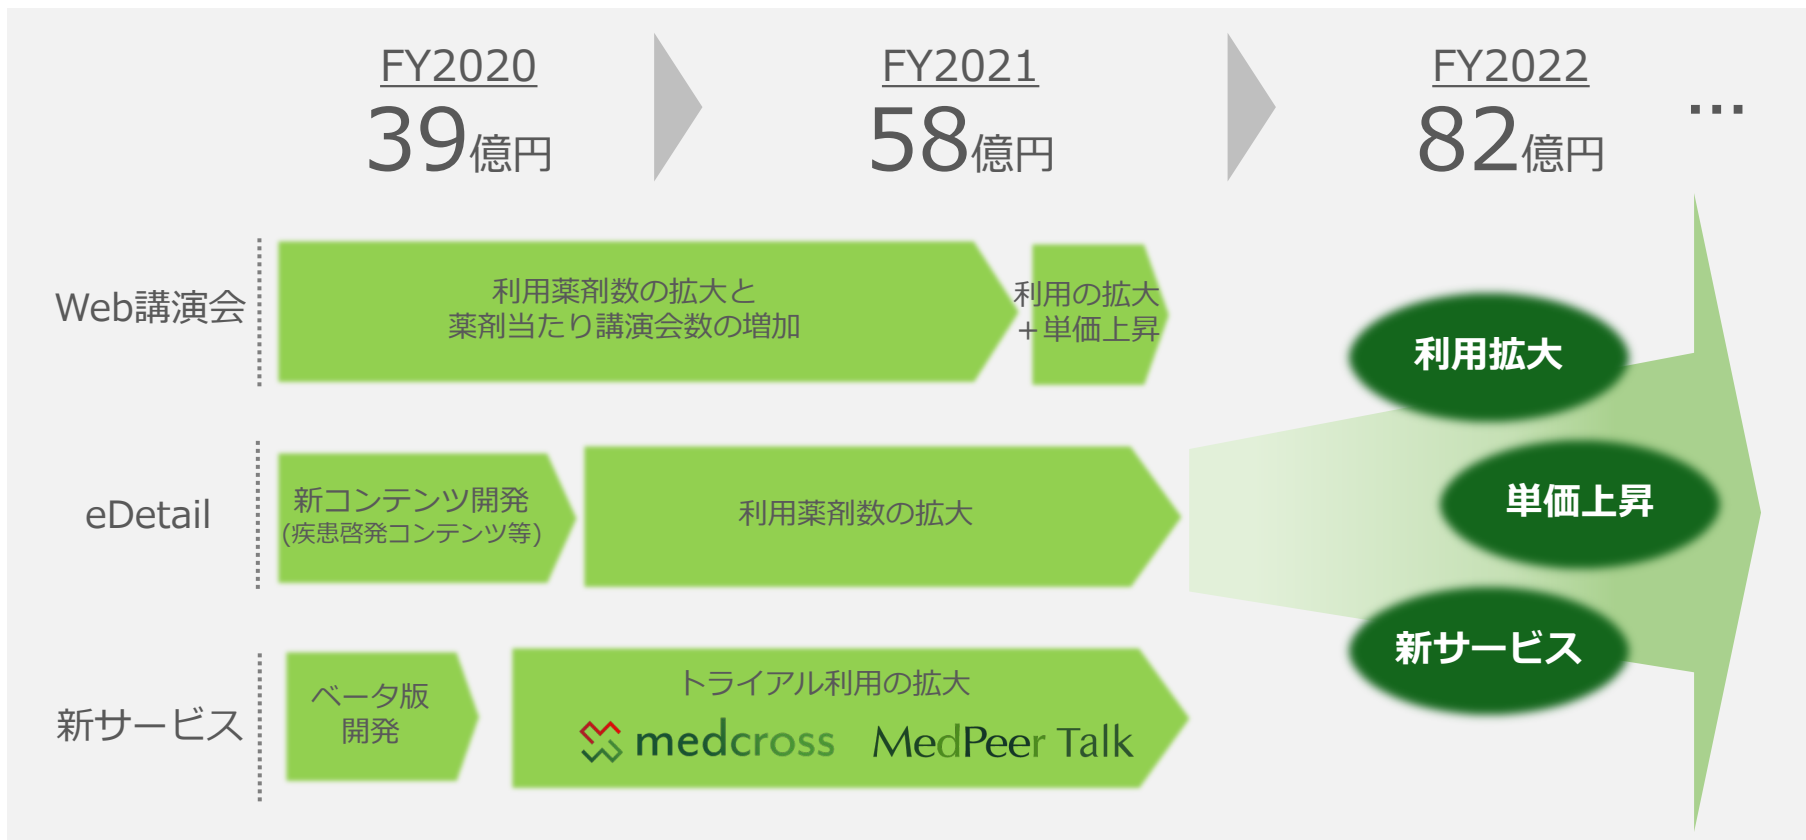 FY2020
39億円
FY2021
58億円
FY2022
82億円
…
Web講演会
利用薬剤数の拡大と
薬剤当たり講演会数の増加
利用の拡大
+単価上昇
eDetail
新コンテンツ開発
(疾患啓発コンテンツ等)
利用薬剤数の拡大
新サービス
ベータ版
開発
トライアル利用の拡大
medcross
MedPeer Talk
利用拡大
単価上昇
新サービス